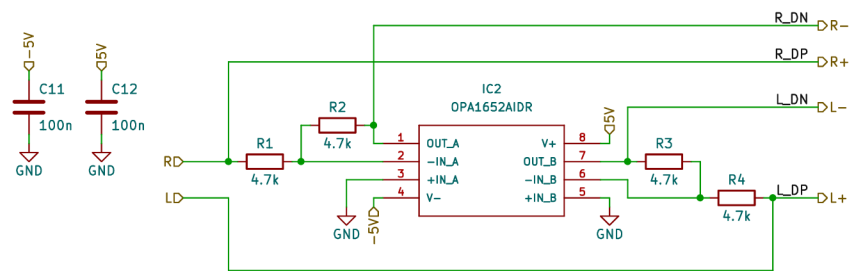 R_DN
R-
-5V
5V
R_DP
R+
C11
C12
IC2
OPA1652AIDR
L_DN
L-
100n
100n
R2
4.7k
5V
GND
GND
R1
4.7k
1
OUT_A
V+
8
R
2
-IN_A
OUT_B
7
R3
4.7k
3
+IN_A
-IN_B
6
R4
4.7k
L
4
V-
+IN_B
5
L_DP
L+
GND
-5V
GND